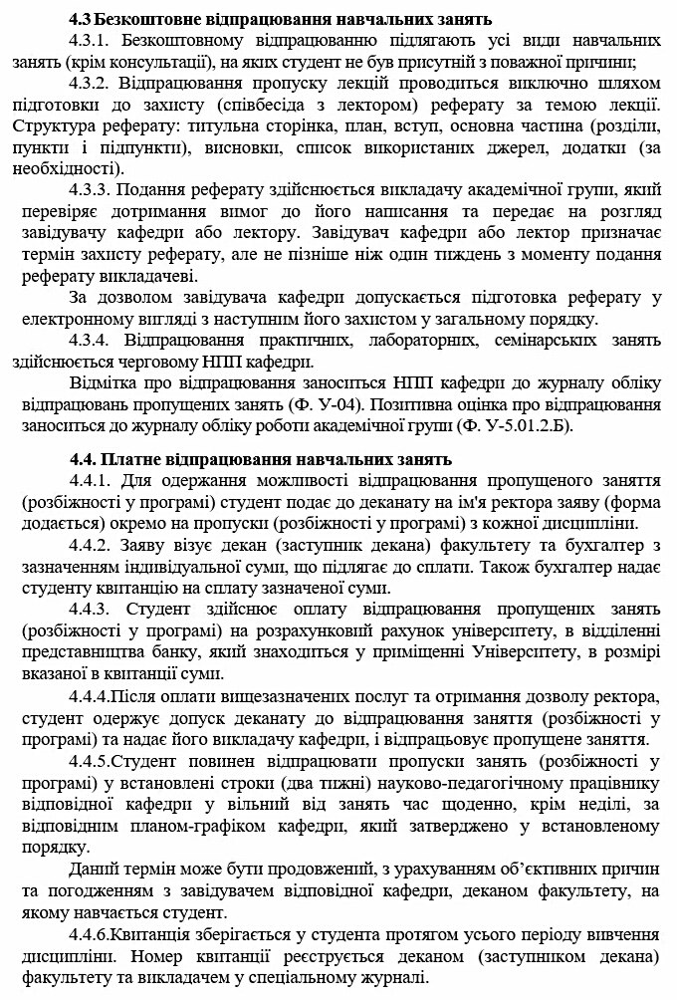 4.3 Безкоштовне відпрацювання навчальних занять
4.3.1. Безкоштовному відпрацюванню підлягають усі види навчальних
занять (крім консультації), на яких студент не був присутній з поважної причини;
4.3.2. Відпрацювання пропуску лекцій проводиться виключно шляхом
підготовки до захисту (співбесіда з лектором) реферату за темою лекції.
Структура реферату: титульна сторінка, план, вступ, основна частина (розділи,
пункти і підпункти), висновки, список використаних джерел, додатки (за
необхідності).
4.3.3. Подання реферату здійснюється викладачу академічної групи, який
перевіряє дотримання вимог до його написання та передає на розгляд
завідувачу кафедри або лектору. Завідувач кафедри або лектор призначає
термін захисту реферату, але не пізніше ніж один тиждень з моменту подання
реферату викладачеві.
За дозволом завідувача кафедри допускається підготовка реферату у
електронному вигляді з наступним його захистом у загальному порядку.
4.3.4. Відпрацювання практичних, лабораторних, семінарських занять
здійснюється черговому НПП кафедри.
Відмітка про відпрацювання заноситься НПП кафедри до журналу обліку
відпрацювань пропущених занять (Ф. У-04). Позитивна оцінка про відпрацювання
заноситься до журналу обліку роботи академічної групи (Ф. У-5.01.2.Б).
4.4. Платне відпрацювання навчальних занять
4.4.1. Для одержання можливості відпрацювання пропущеного заняття
(розбіжності у програмі) студент подає до деканату на ім'я ректора заяву (форма
додається) окремо на пропуски (розбіжності у програмі) з кожної дисципліни.
4.4.2. Заяву візує декан (заступник декана) факультету та бухгалтер з
зазначенням індивідуальної суми, що підлягає до сплати. Також бухгалтер надає
студенту квитанцію на сплату зазначеної суми.
4.4.3. Студент здійснює оплату відпрацювання пропущених занять
(розбіжності у програмі) на розрахунковий рахунок університету, в відділенні
представництва банку, який знаходиться у приміщенні Університету, в розмірі
вказаної в квитанції суми.
4.4.4.Після оплати вищезазначених послуг та отримання дозволу ректора,
студент одержує допуск деканату до відпрацювання заняття (розбіжності у
програмі) та надає його викладачу кафедри, і відпрацьовує пропущене заняття.
4.4.5.Студент повинен відпрацювати пропуски занять (розбіжності у
програмі) у встановлені строки (два тижні) науково-педагогічному працівнику
відповідної кафедри у вільний від занять час щоденно, крім неділі, за
відповідним планом-графіком кафедри, який затверджено у встановленому
порядку.
Даний термін може бути продовжений, з урахуванням об’єктивних причин
та погодження з завідувачем відповідної кафедри, деканом факультету, на
якому навчається студент.
4.4.6.Квитанція зберігається у студента протягом усього періоду вивчення
дисципліни. Номер квитанції реєструється деканом (заступником декана)
факультету та викладачем у спеціальному журналі.